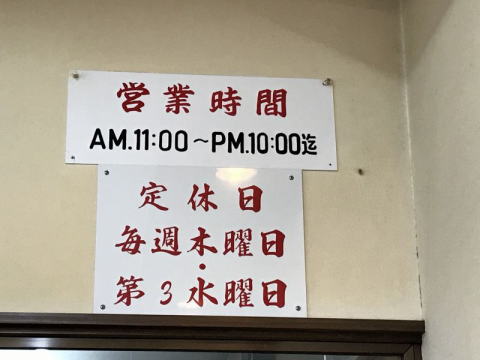 営業時間
AM.11:00～PM.10:00迄
定休日
毎週木曜日
・
第3水曜日